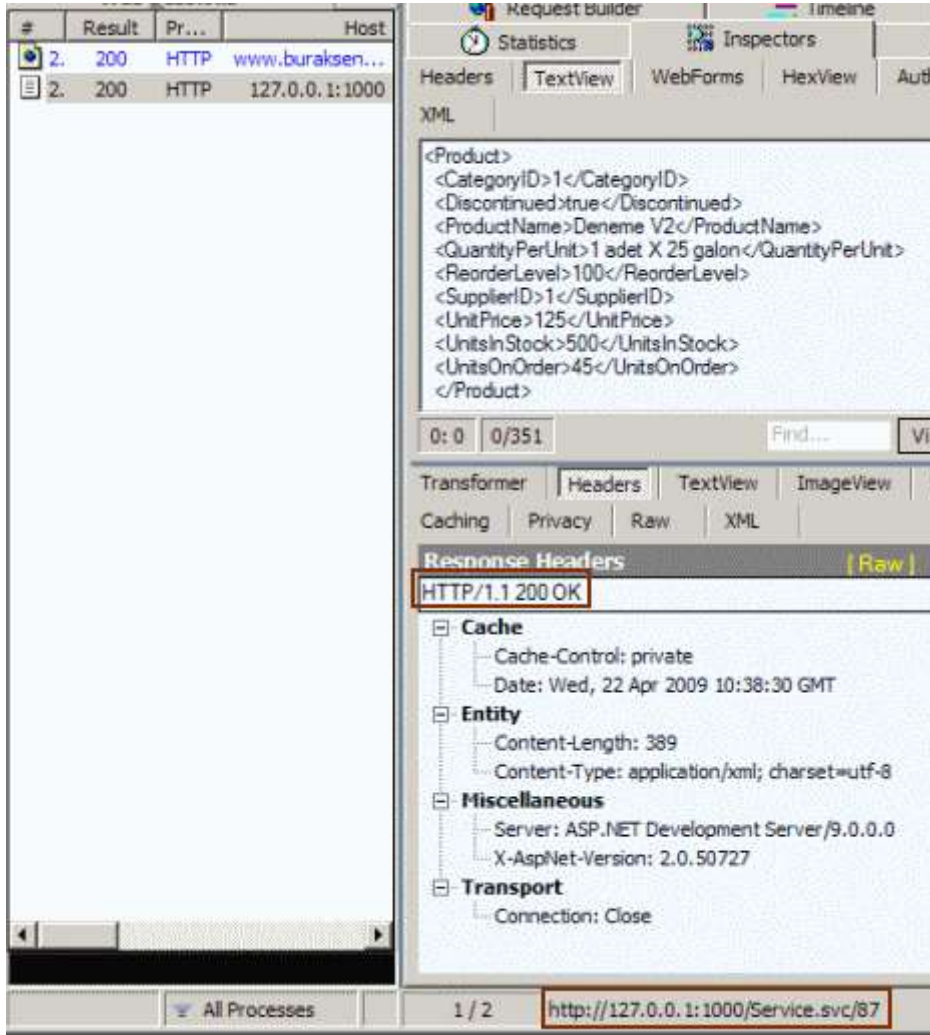 # Result Pr... Host
2. 200 HTTP www.buraksen...
2. 200 HTTP 127.0.0.1:1000
All Processes
Request Builder Timeline
Statistics Inspectors
Headers TextView WebForms HexView Auth
XML
<Product>
<CategoryID>1</CategoryID>
<Discontinued>true</Discontinued>
<ProductName>Deneme V2</ProductName>
<QuantityPerUnit>1 adet X 25 galon</QuantityPerUnit>
<ReorderLevel>100</ReorderLevel>
<SupplierID>1</SupplierID>
<UnitPrice>125</UnitPrice>
<UnitsInStock>500</UnitsInStock>
<UnitsOnOrder>45</UnitsOnOrder>
</Product>
0: 0 0/351 Find... Vi
Transformer Headers TextView ImageView
Caching Privacy Raw XML
Response Headers [ Raw ]
HTTP/1.1 200 OK
Cache
Cache-Control: private
Date: Wed, 22 Apr 2009 10:38:30 GMT
Entity
Content-Length: 389
Content-Type: application/xml; charset=utf-8
Miscellaneous
Server: ASP.NET Development Server/9.0.0.0
X-AspNet-Version: 2.0.50727
Transport
Connection: Close
1 / 2 http://127.0.0.1:1000/Service.svc/87